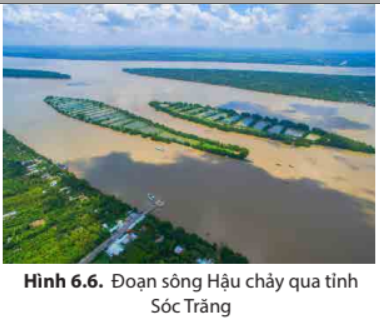 Hình 6.6. Đoạn sông Hậu chảy qua tỉnh
Sóc Trăng